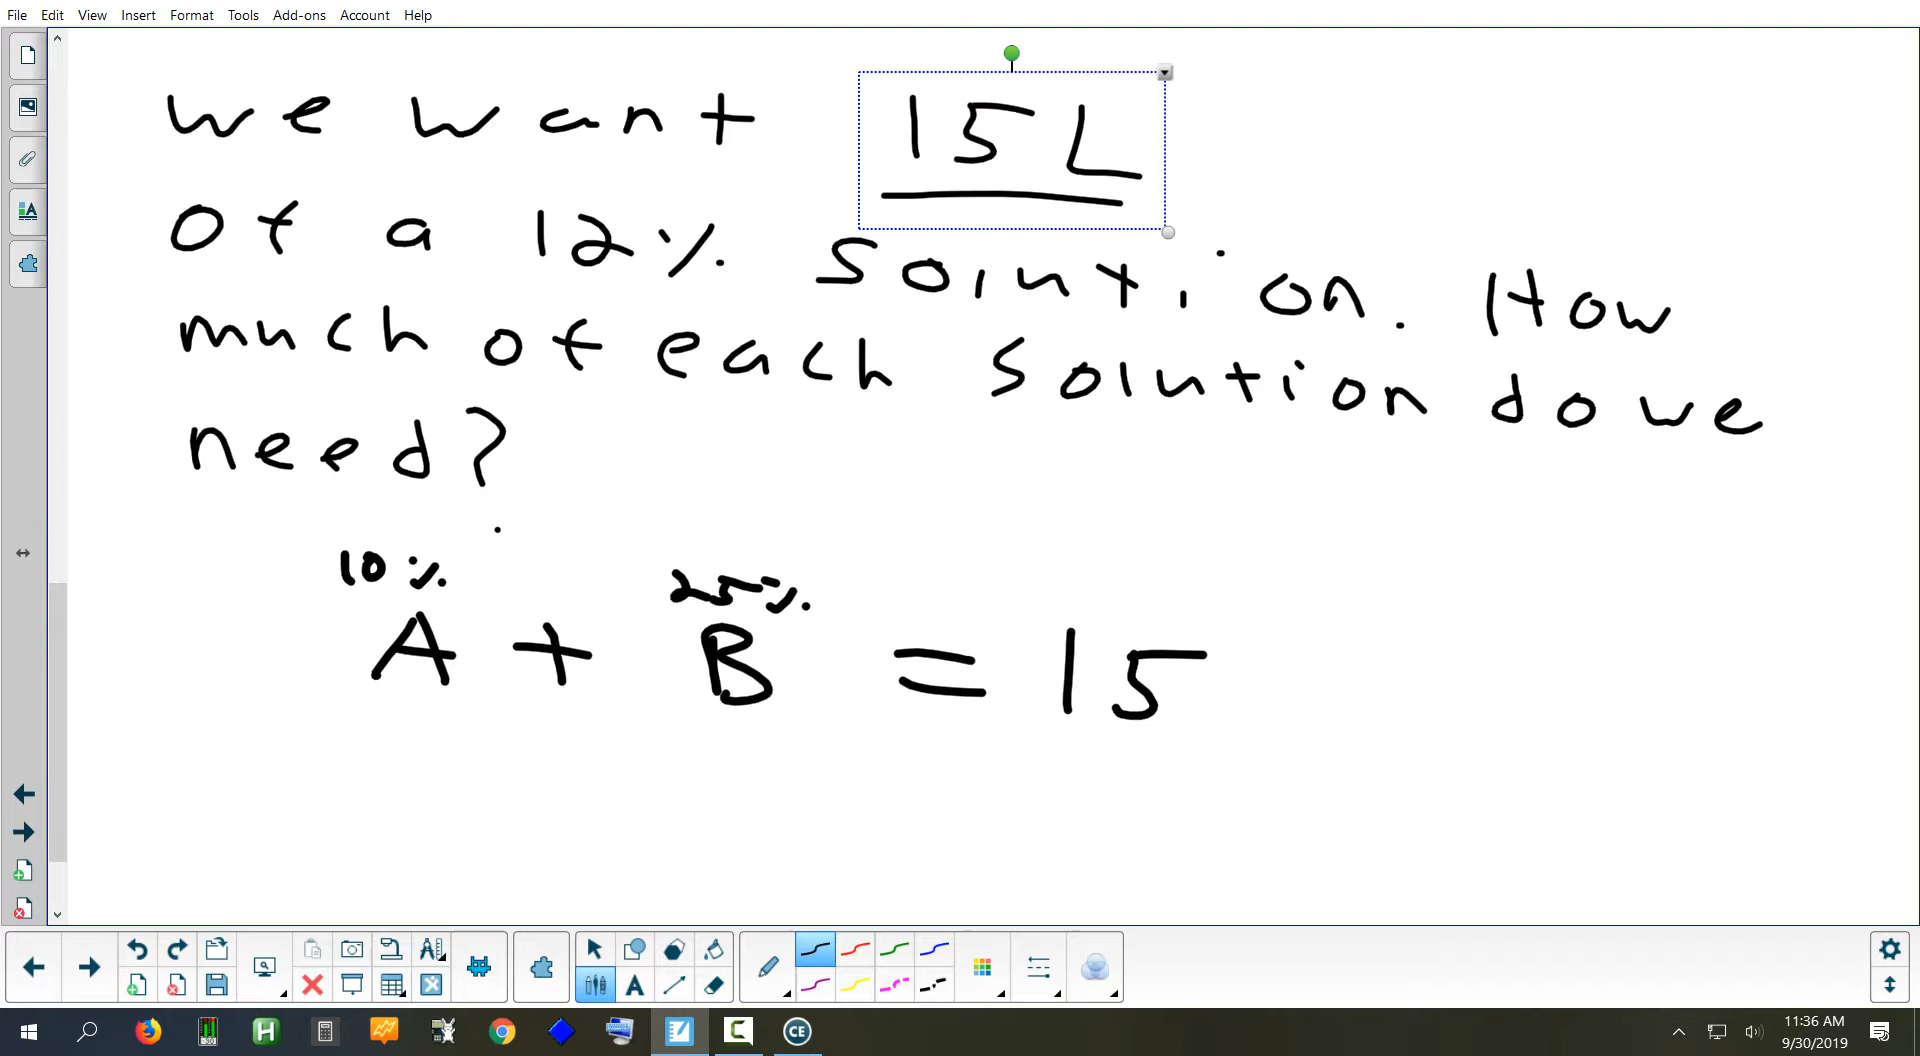 File Edit View Insert Format Tools Add-ons Account Help
we want 15 L
of a 12% solution. How
much of each solution do we
need?
10% 25%
A + B = 15
11:36 AM
9/30/2019